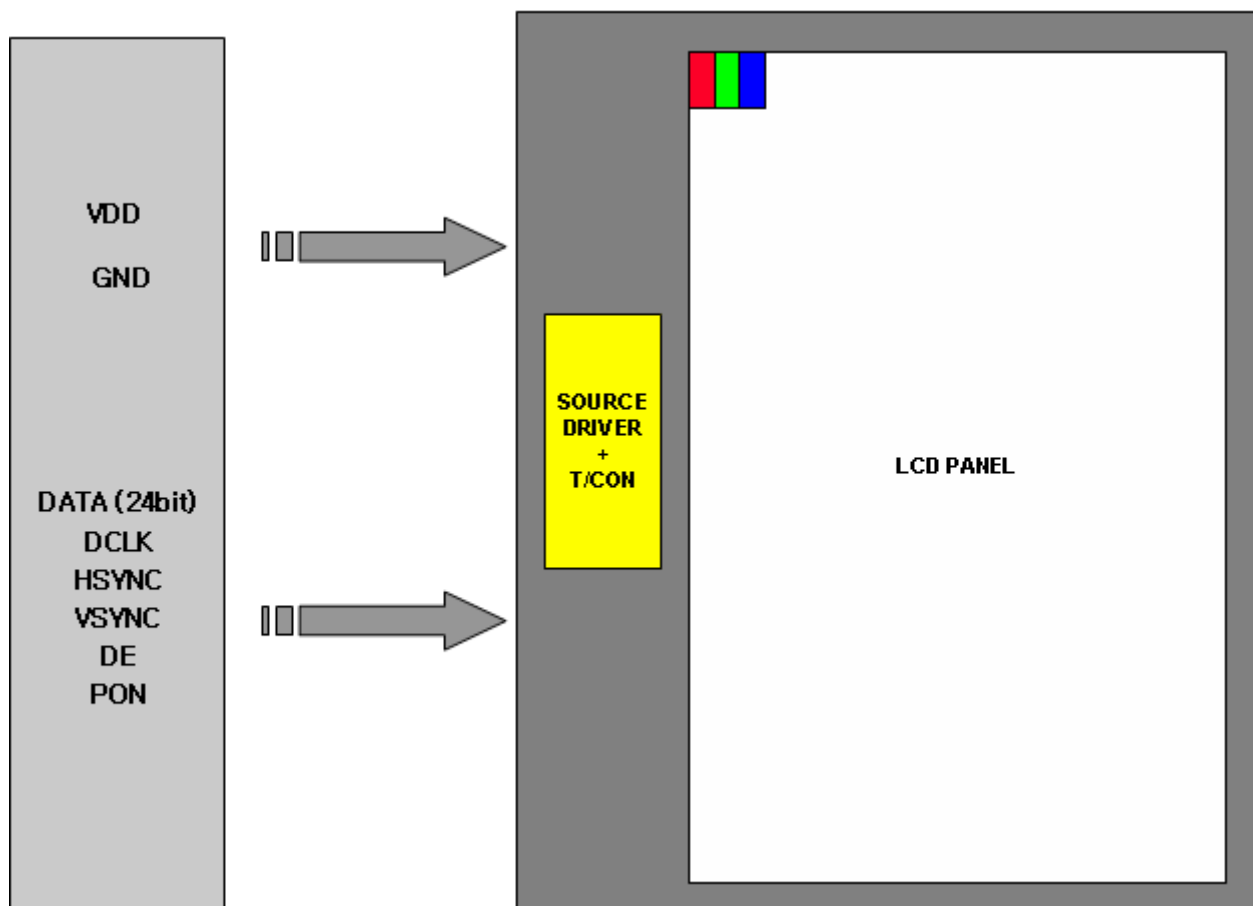 VDD
GND
DATA (24bit)
DCLK
HSYNC
VSYNC
DE
PON
SOURCE
DRIVER
+
T/CON
LCD PANEL